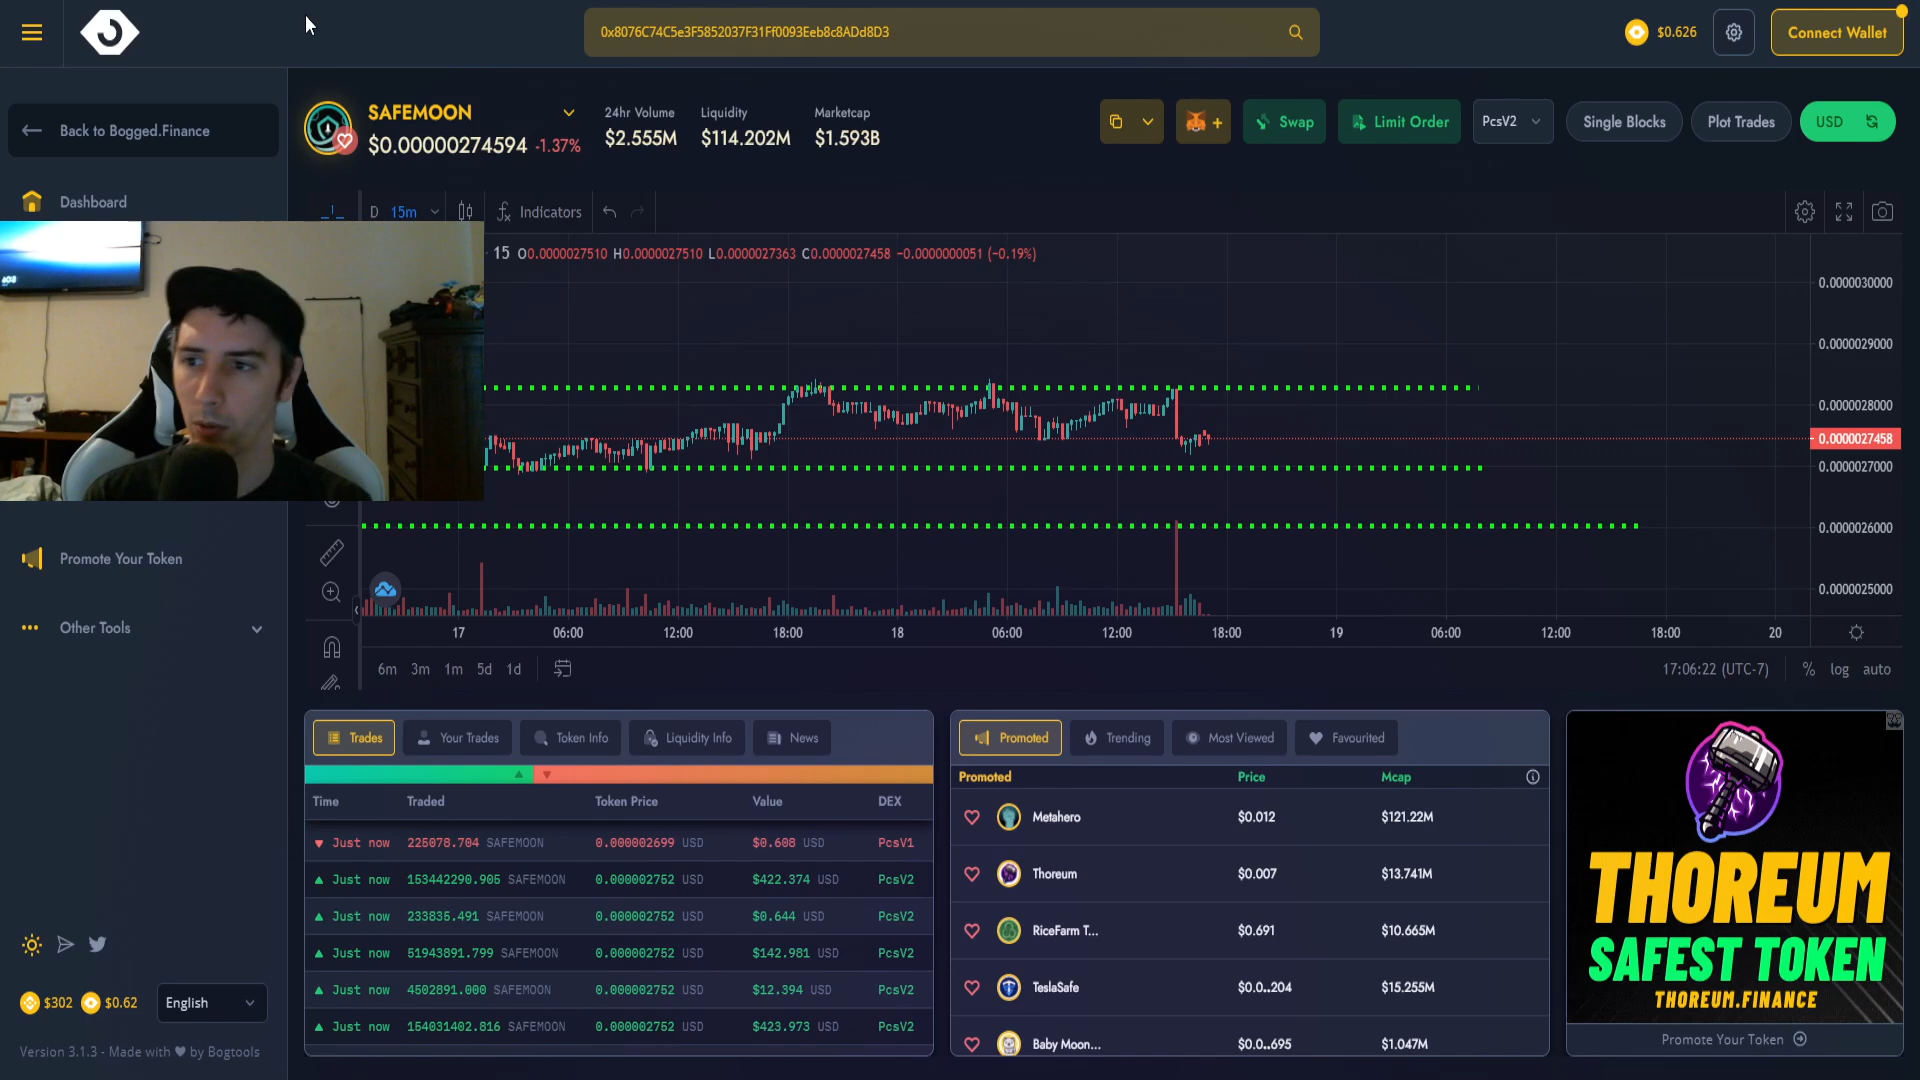 0x8076C74C5e3F5852037F31Ff0093Eeb8c8ADd8D3
$0.626
Connect Wallet
Back to Bogged.Finance
Dashboard
Promote Your Token
Other Tools
$302 $0.62 English
Version 3.1.3 - Made with ♥ by Bogtools
SAFEMOON
$0.00000274594 -1.37%
24hr Volume Liquidity Marketcap
$2.555M $114.202M $1.593B
Swap Limit Order PcsV2 Single Blocks Plot Trades USD
D 15m Indicators
15 O0.0000027510 H0.0000027510 L0.0000027363 C0.0000027458 −0.0000000051 (−0.19%)
0.0000030000
0.0000029000
0.0000028000
0.0000027458
0.0000027000
0.0000026000
0.0000025000
17 06:00 12:00 18:00 18 06:00 12:00 18:00 19 06:00 12:00 18:00 20
6m 3m 1m 5d 1d 17:06:22 (UTC-7) % log auto
Trades Your Trades Token Info Liquidity Info News
Time Traded Token Price Value DEX
Just now 225078.704 SAFEMOON 0.000002699 USD $0.608 USD PcsV1
Just now 153442290.905 SAFEMOON 0.000002752 USD $422.374 USD PcsV2
Just now 233835.491 SAFEMOON 0.000002752 USD $0.644 USD PcsV2
Just now 51943891.799 SAFEMOON 0.000002752 USD $142.981 USD PcsV2
Just now 4502891.000 SAFEMOON 0.000002752 USD $12.394 USD PcsV2
Just now 154031402.816 SAFEMOON 0.000002752 USD $423.973 USD PcsV2
Promoted Trending Most Viewed Favourited
Promoted Price Mcap
Metahero $0.012 $121.22M
Thoreum $0.007 $13.741M
RiceFarm T... $0.691 $10.665M
TeslaSafe $0.0..204 $15.255M
Baby Moon... $0.0..695 $1.047M
THOREUM
SAFEST TOKEN
THOREUM.FINANCE
Promote Your Token